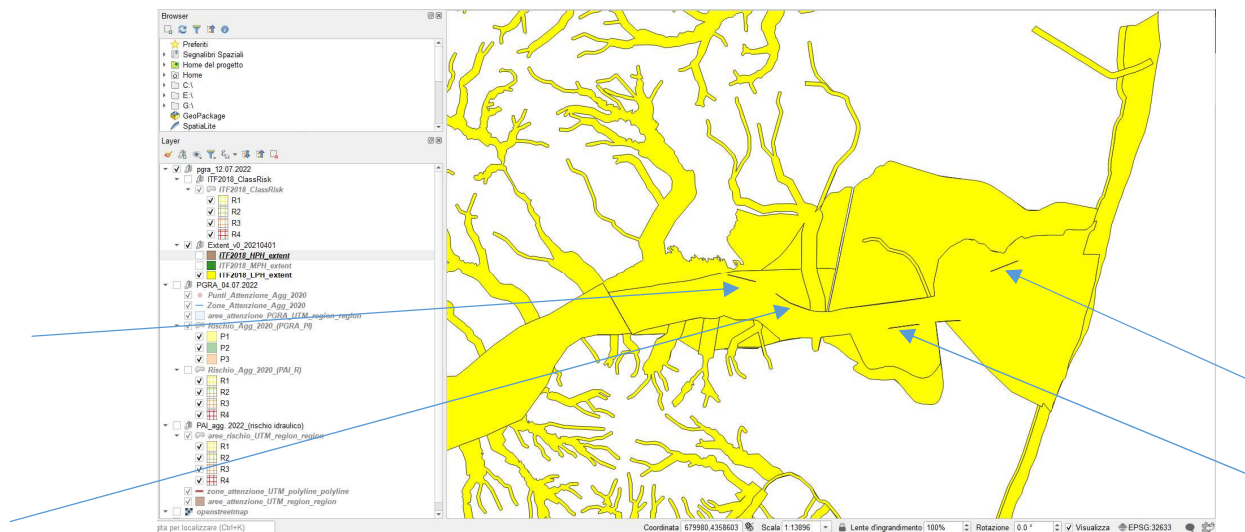 Browser
Preferiti
Segnalibri Spaziali
Home del progetto
Home
C:\
E:\
G:\
GeoPackage
SpatiaLite
Layer
pgra_12.07.2022
ITF2018_ClassRisk
ITF2018_ClassRisk
R1
R2
R3
R4
Extent_v0_20210401
ITF2018_HPH_extent
ITF2018_MPH_extent
ITF2018_LPH_extent
PGRA_04.07.2022
Punti_Attenzione_Agg_2020
Zone_Attenzione_Agg_2020
aree_attenzione_PGRA_UTM_region_region
Rischio_Agg_2020_(PGRA_PI)
P1
P2
P3
Rischio_Agg_2020_(PAI_R)
R1
R2
R3
R4
PAI_agg. 2022_(rischio idraulico)
aree_rischio_UTM_region_region
R1
R2
R3
R4
zone_attenzione_UTM_polyline_polyline
aree_attenzione_UTM_region_region
openstreetmap
pta per localizzare (Ctrl+K) Coordinata 679980,4358603 Scala 1:13896 Lente d'ingrandimento 100% Rotazione 0.0 ° Visualizza EPSG:32633